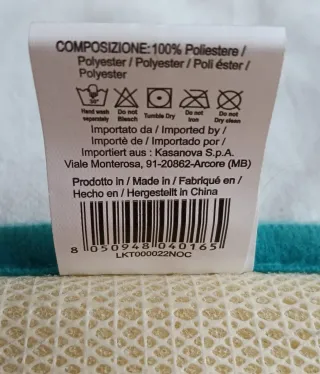 COMPOSIZIONE: 100% Poliestere /
Polyester / Polyester / Poli éster /
Polyester
30°
Hand wash separately
Do not Bleach
Tumble Dry
Do not Iron
Do not Dry clean
Importato da / Imported by /
Importè de / Importado por /
Importiert aus : Kasanova S.p.A.
Viale Monterosa, 91-20862-Arcore (MB)
Prodotto in / Made in / Fabriqué en /
Hecho en / Hergestellt in China
8 050948 040165
LKT000022NOC